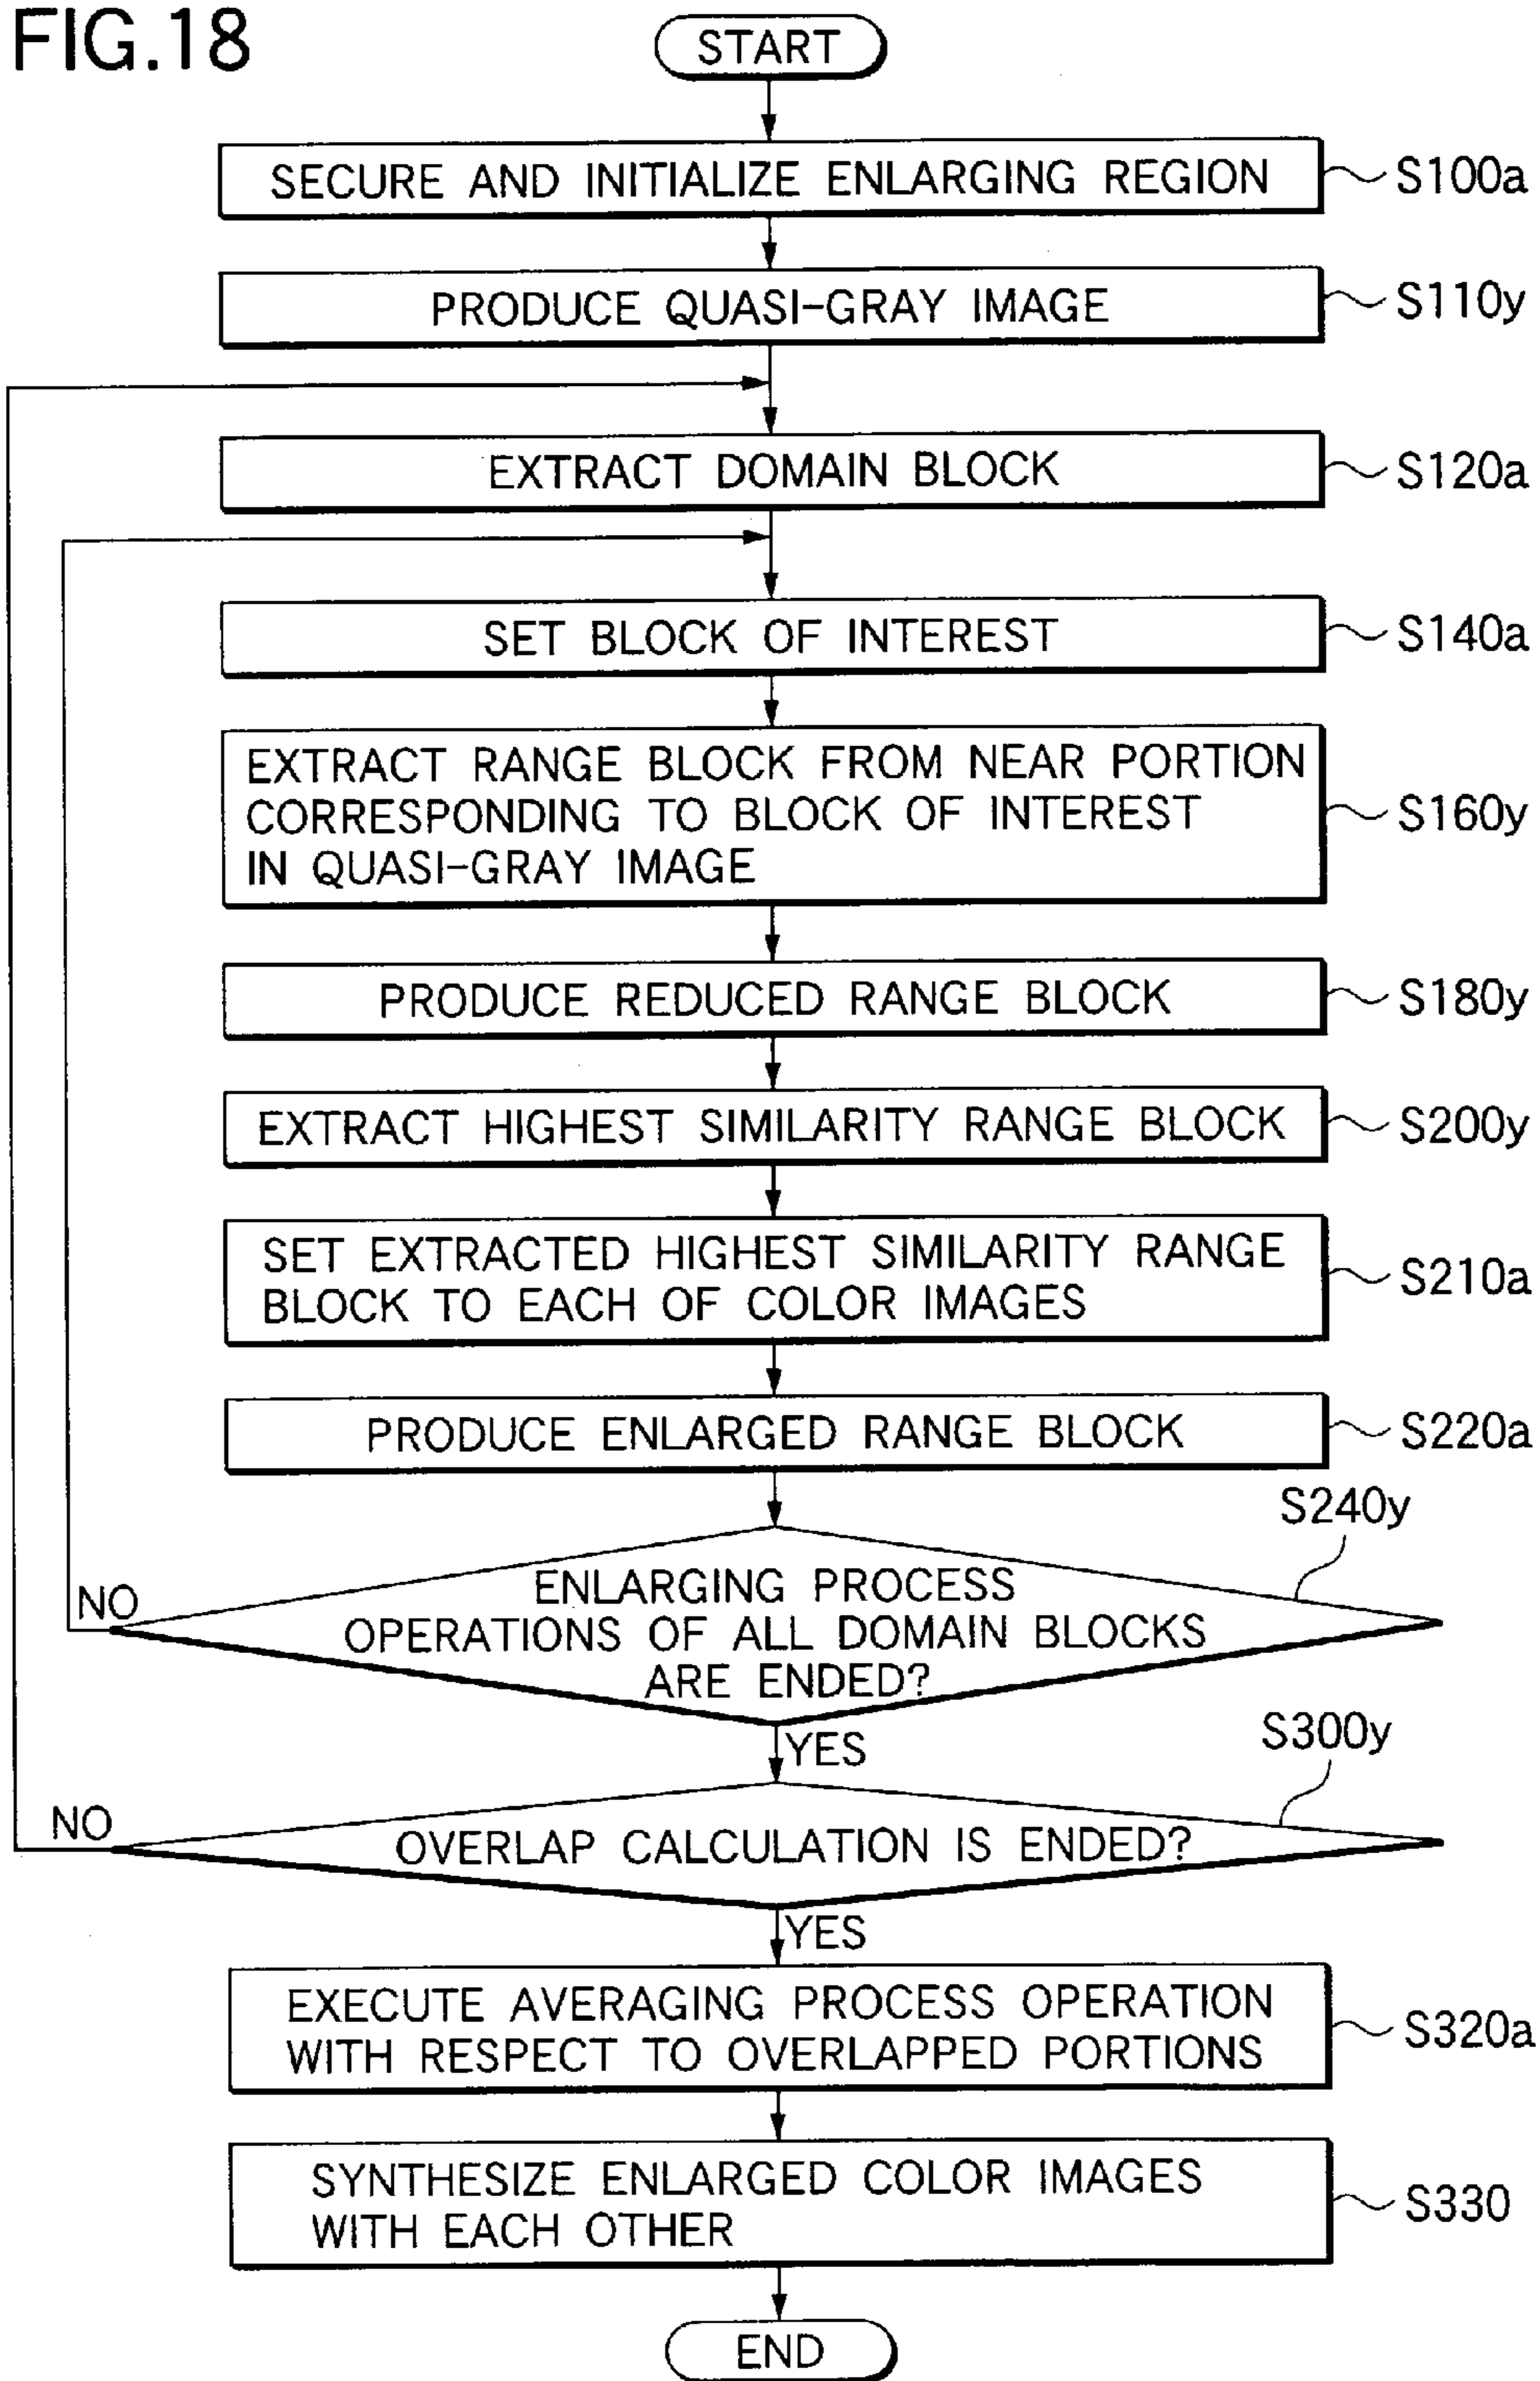 FIG.18
START
SECURE AND INITIALIZE ENLARGING REGION
S100a
PRODUCE QUASI-GRAY IMAGE
S110y
EXTRACT DOMAIN BLOCK
S120a
SET BLOCK OF INTEREST
S140a
EXTRACT RANGE BLOCK FROM NEAR PORTION
CORRESPONDING TO BLOCK OF INTEREST
IN QUASI-GRAY IMAGE
S160y
PRODUCE REDUCED RANGE BLOCK
S180y
EXTRACT HIGHEST SIMILARITY RANGE BLOCK
S200y
SET EXTRACTED HIGHEST SIMILARITY RANGE
BLOCK TO EACH OF COLOR IMAGES
S210a
PRODUCE ENLARGED RANGE BLOCK
S220a
S240y
ENLARGING PROCESS
OPERATIONS OF ALL DOMAIN BLOCKS
ARE ENDED?
NO
YES
S300y
OVERLAP CALCULATION IS ENDED?
NO
YES
EXECUTE AVERAGING PROCESS OPERATION
WITH RESPECT TO OVERLAPPED PORTIONS
S320a
SYNTHESIZE ENLARGED COLOR IMAGES
WITH EACH OTHER
S330
END